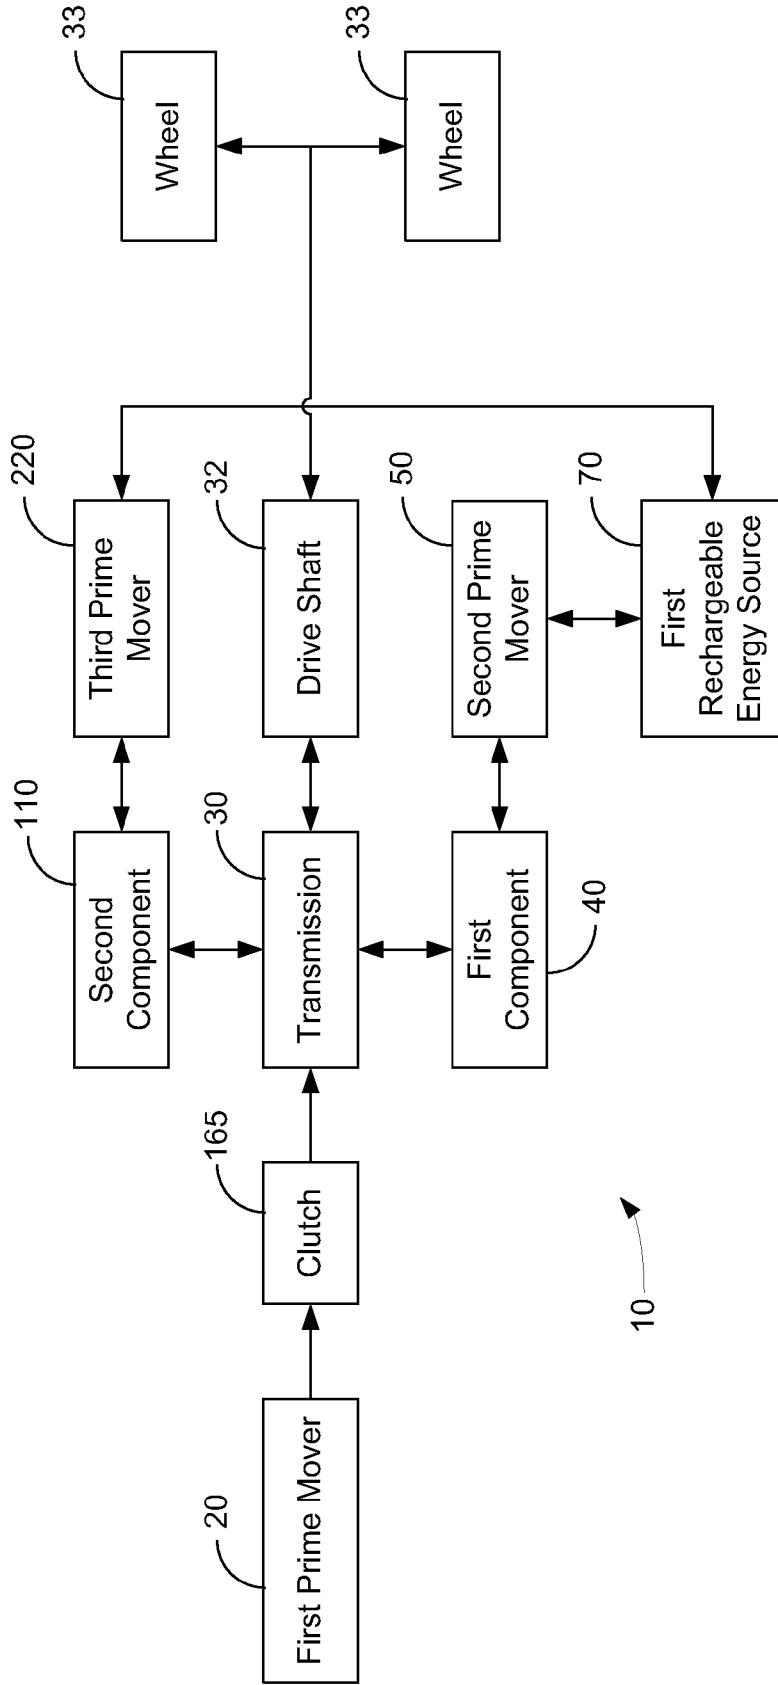 20
First Prime Mover
165
Clutch
110
Second
Component
220
Third Prime
Mover
30
Transmission
32
Drive Shaft
33
Wheel
33
Wheel
First
Component
40
50
Second Prime
Mover
70
First
Rechargeable
Energy Source
10